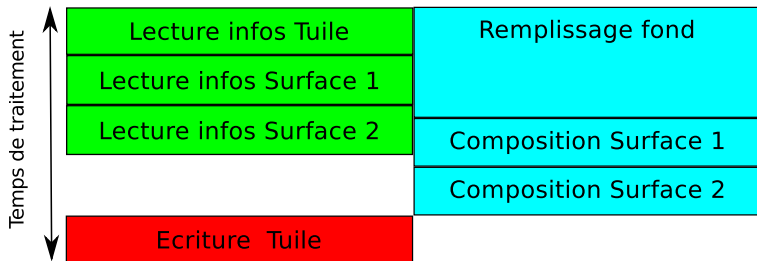 Temps de traitement
Lecture infos Tuile
Remplissage fond
Lecture infos Surface 1
Lecture infos Surface 2
Composition Surface 1
Composition Surface 2
Ecriture  Tuile